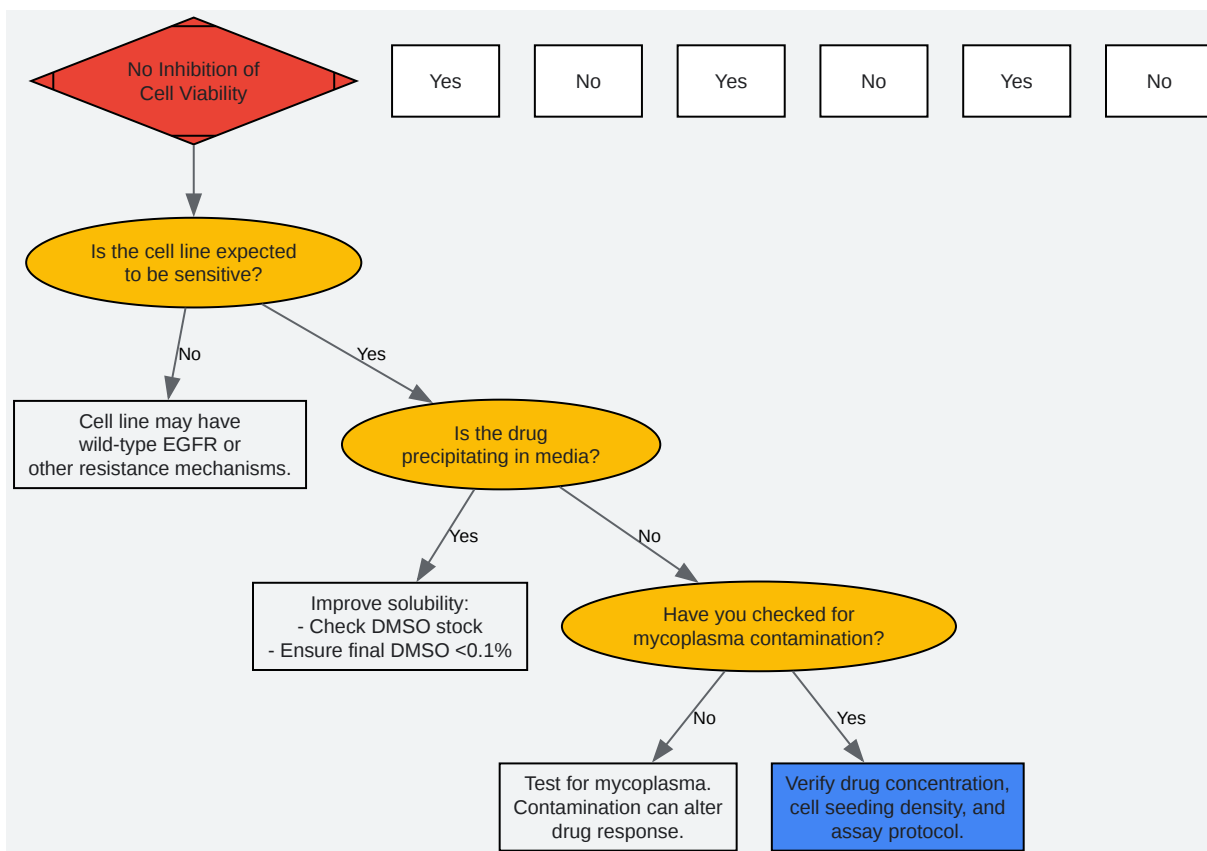 No Inhibition of
Cell Viability
Yes
No
Yes
No
Yes
No
Is the cell line expected
to be sensitive?
No
Yes
Cell line may have
wild-type EGFR or
other resistance mechanisms.
Is the drug
precipitating in media?
Yes
No
Improve solubility:
- Check DMSO stock
- Ensure final DMSO <0.1%
Have you checked for
mycoplasma contamination?
No
Yes
Test for mycoplasma.
Contamination can alter
drug response.
Verify drug concentration,
cell seeding density, and
assay protocol.